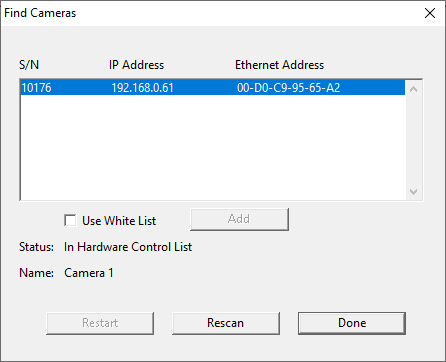 Find Cameras
S/N IP Address Ethernet Address
10176 192.168.0.61 00-D0-C9-95-65-A2
Use White List Add
Status: In Hardware Control List
Name: Camera 1
Restart Rescan Done